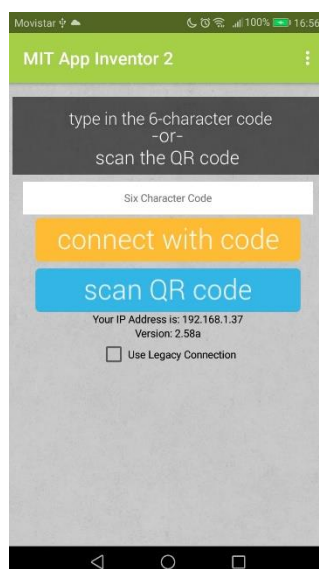 Movistar 100% 16:56
MIT App Inventor 2
type in the 6-character code
-or-
scan the QR code
Six Character Code
connect with code
scan QR code
Your IP Address is: 192.168.1.37
Version: 2.58a
Use Legacy Connection